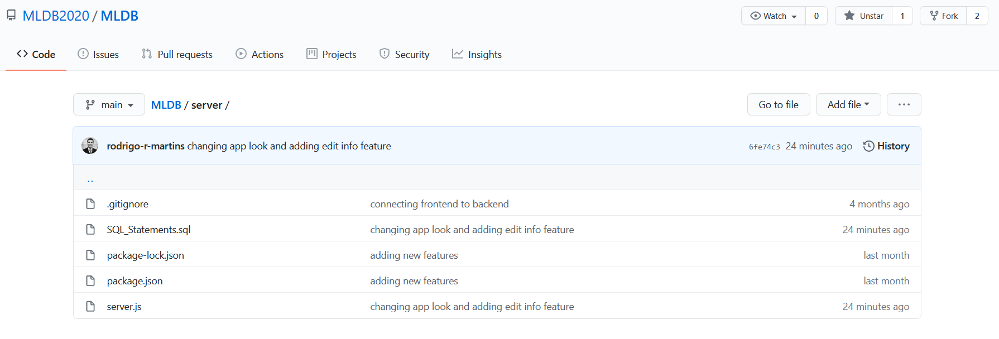 MLDB2020 / MLDB
Watch 0 Unstar 1 Fork 2
Code Issues Pull requests Actions Projects Security Insights
main MLDB / server / Go to file Add file ...
rodrigo-r-martins changing app look and adding edit info feature 6fe74c3 24 minutes ago History
..
.gitignore connecting frontend to backend 4 months ago
SQL_Statements.sql changing app look and adding edit info feature 24 minutes ago
package-lock.json adding new features last month
package.json adding new features last month
server.js changing app look and adding edit info feature 24 minutes ago